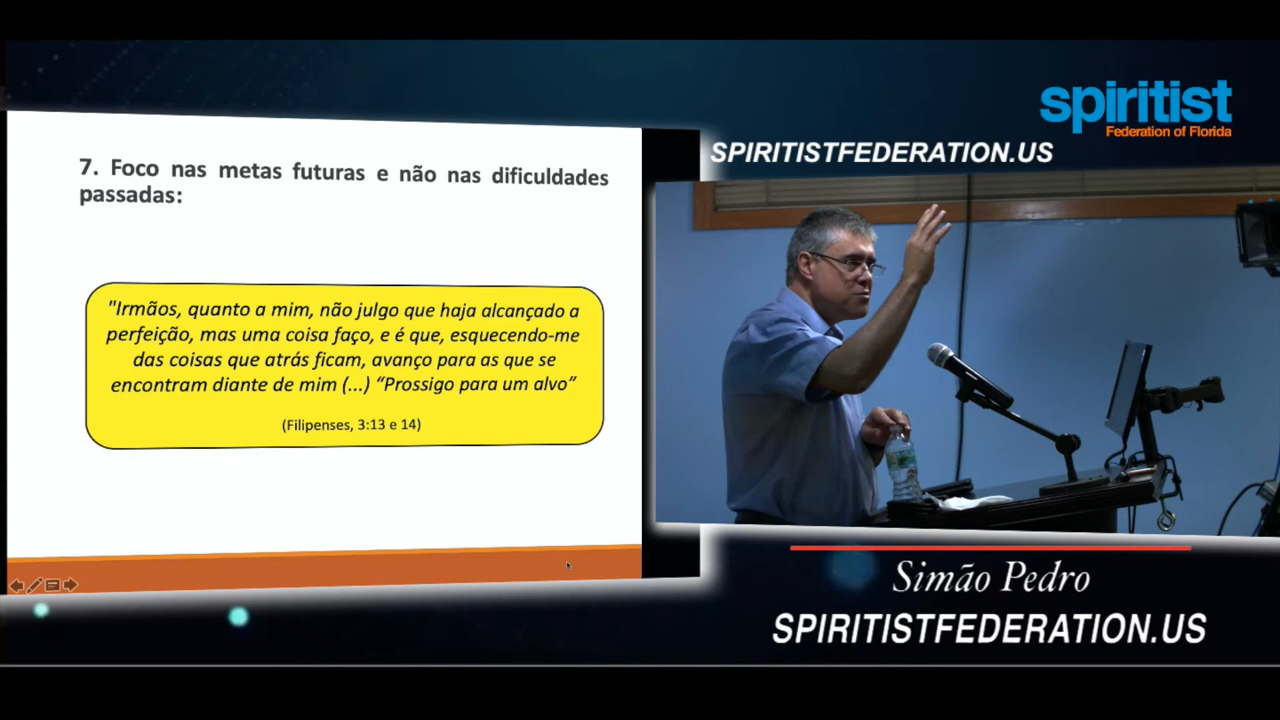 spiritist
Federation of Florida
SPIRITISTFEDERATION.US
7. Foco nas metas futuras e não nas dificuldades
passadas:
"Irmãos, quanto a mim, não julgo que haja alcançado a
perfeição, mas uma coisa faço, e é que, esquecendo-me
das coisas que atrás ficam, avanço para as que se
encontram diante de mim (...) “Prossigo para um alvo”
(Filipenses, 3:13 e 14)
Simão Pedro
SPIRITISTFEDERATION.US